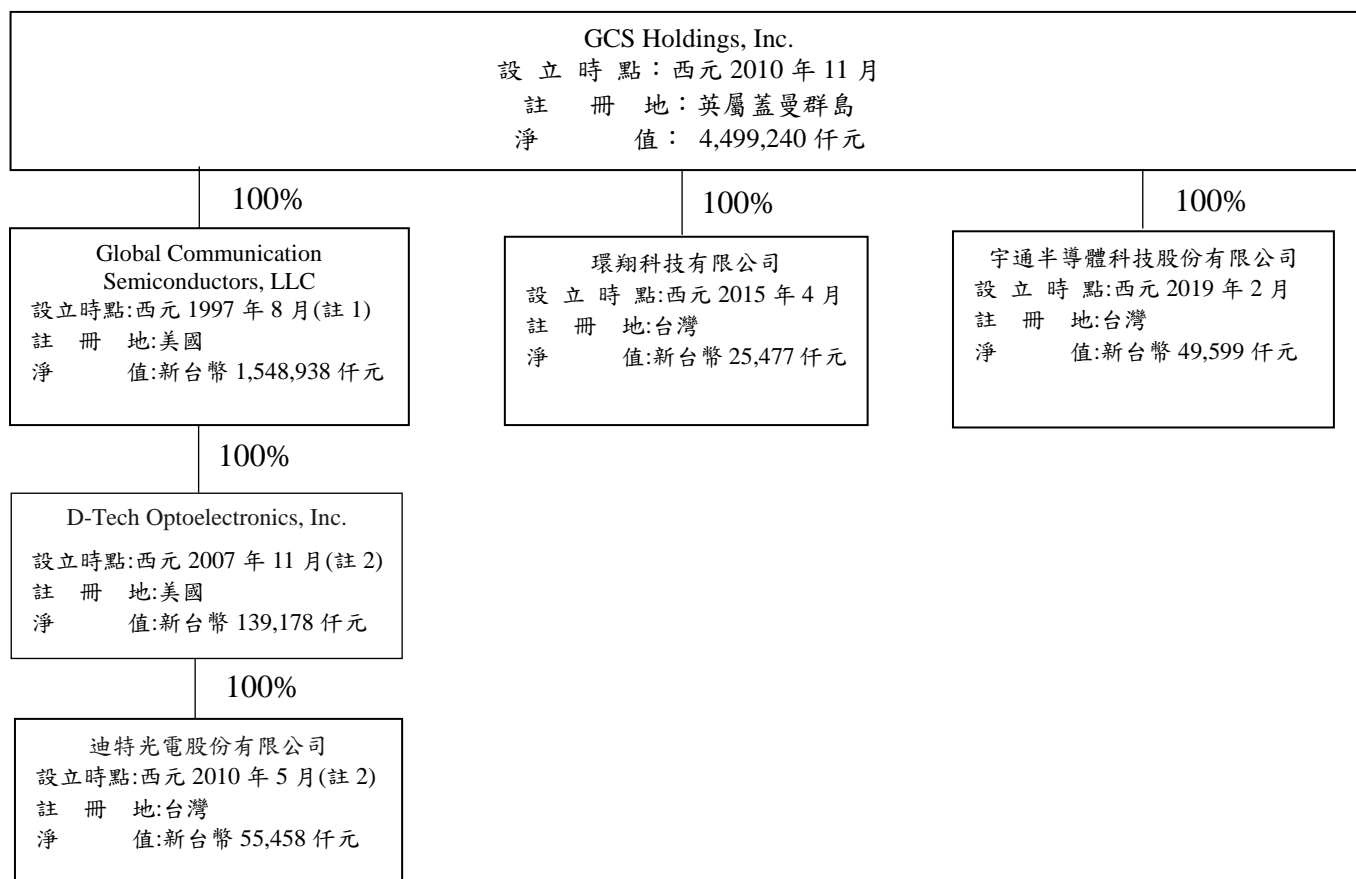 GCS Holdings, Inc.
設 立 時 點：西元 2010 年 11 月
註 冊 地：英屬蓋曼群島
淨 值： 4,499,240 仟元
100%
100%
100%
Global Communication
Semiconductors, LLC
設立時點:西元 1997 年 8 月(註 1)
註 冊 地:美國
淨 值:新台幣 1,548,938 仟元
環翔科技有限公司
設 立 時 點:西元 2015 年 4 月
註 冊 地:台灣
淨 值:新台幣 25,477 仟元
宇通半導體科技股份有限公司
設 立 時 點:西元 2019 年 2 月
註 冊 地:台灣
淨 值:新台幣 49,599 仟元
100%
D-Tech Optoelectronics, Inc.
設立時點:西元 2007 年 11 月(註 2)
註 冊 地:美國
淨 值:新台幣 139,178 仟元
100%
迪特光電股份有限公司
設立時點:西元 2010 年 5 月(註 2)
註 冊 地:台灣
淨 值:新台幣 55,458 仟元